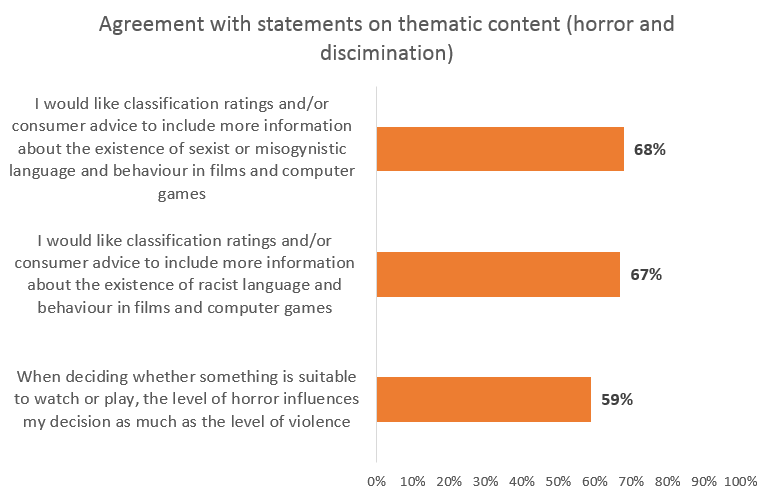 Agreement with statements on thematic content (horror and
discimination)
I would like classification ratings and/or
consumer advice to include more information
about the existence of sexist or misogynistic
language and behaviour in films and computer
games
68%
I would like classification ratings and/or
consumer advice to include more information
about the existence of racist language and
behaviour in films and computer games
67%
When deciding whether something is suitable
to watch or play, the level of horror influences
my decision as much as the level of violence
59%
0% 10% 20% 30% 40% 50% 60% 70% 80% 90% 100%